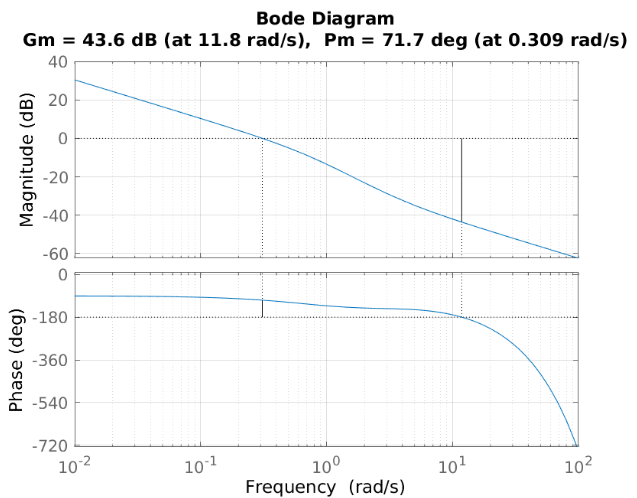 Bode Diagram
Gm = 43.6 dB (at 11.8 rad/s), Pm = 71.7 deg (at 0.309 rad/s)
40
20
0
-20
-40
-60
Magnitude (dB)
0
-180
-360
-540
-720
Phase (deg)
10^-2 10^-1 10^0 10^1 10^2
Frequency (rad/s)